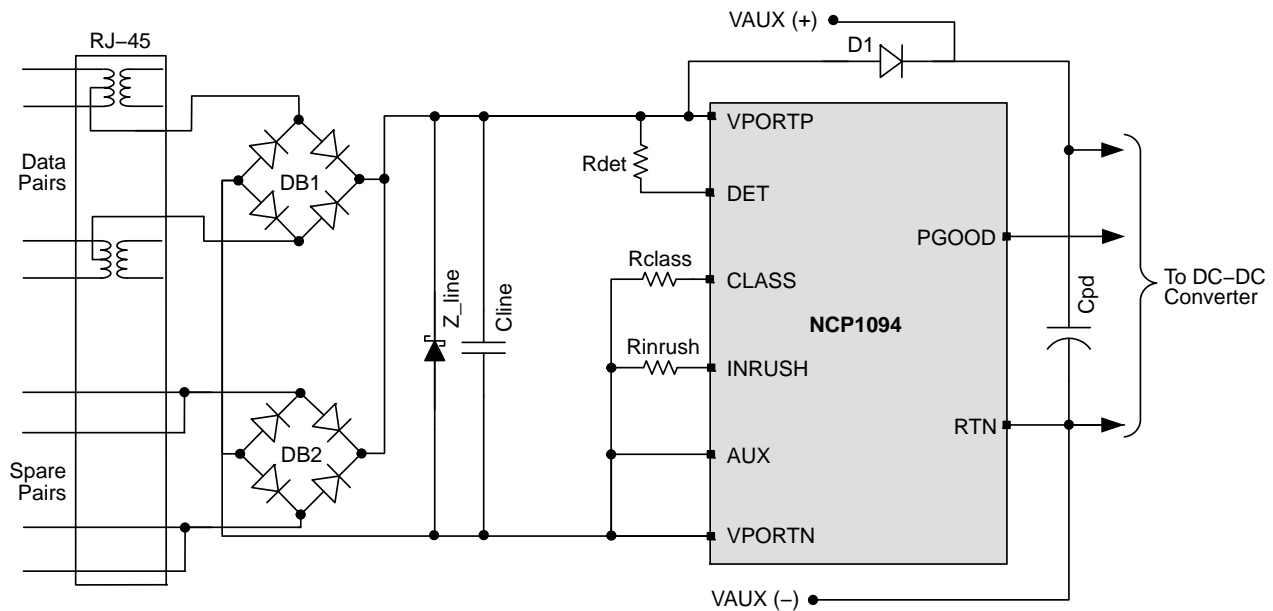 VAUX (+)
RJ–45
D1
VPORTP
Data
Pairs
DB1
Rdet
DET
PGOOD
Rclass
CLASS
To DC–DC
Converter
Z_line
Cline
Cpd
NCP1094
Rinrush
INRUSH
RTN
DB2
AUX
Spare
Pairs
VPORTN
VAUX (–)